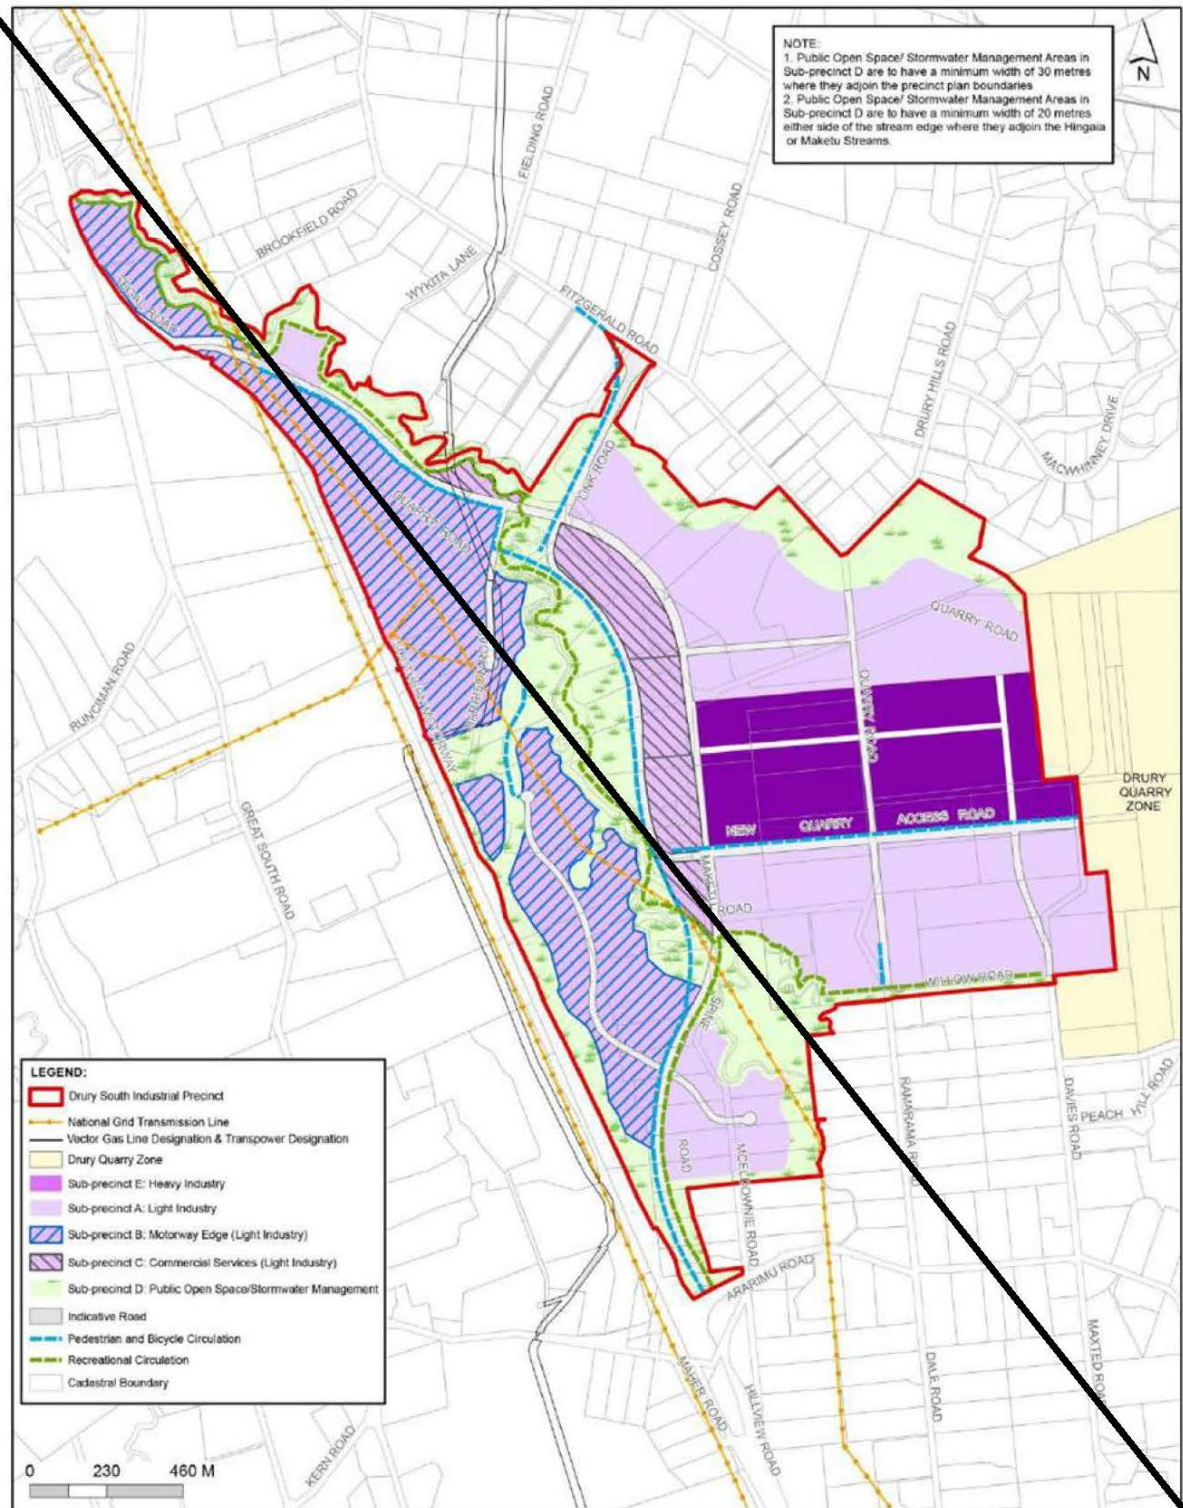 NOTE:
1. Public Open Space/ Stormwater Management Areas in
Sub-precinct D are to have a minimum width of 30 metres
where they adjoin the precinct plan boundaries
2. Public Open Space/ Stormwater Management Areas in
Sub-precinct D are to have a minimum width of 20 metres
either side of the stream edge where they adjoin the Hingaia
or Maketu Streams.
N
FIELDING ROAD
BROOKFIELD ROAD
COSSEY ROAD
WYKITA LANE
FITZGERALD ROAD
DRURY HILLS ROAD
MACWHINNEY DRIVE
LINK ROAD
QUARRY ROAD
QUARRY ROAD
RUNCIMAN ROAD
QUARRY ROAD
DRURY
QUARRY
ZONE
GREAT SOUTH ROAD
NEW QUARRY ACCESS ROAD
ROAD
WILLOW ROAD
SPINE
ROAD
MCELDOWNIE ROAD
RAMARAMA
DAVIES ROAD
PEACH HILL ROAD
ARARIMU ROAD
MAHER ROAD
HILLVIEW ROAD
DALE ROAD
MAXTED
KERN ROAD
LEGEND:
Drury South Industrial Precinct
National Grid Transmission Line
Vector Gas Line Designation & Transpower Designation
Drury Quarry Zone
Sub-precinct E: Heavy Industry
Sub-precinct A: Light Industry
Sub-precinct B: Motorway Edge (Light Industry)
Sub-precinct C: Commercial Services (Light Industry)
Sub-precinct D: Public Open Space/Stormwater Management
Indicative Road
Pedestrian and Bicycle Circulation
Recreational Circulation
Cadastral Boundary
0 230 460 M